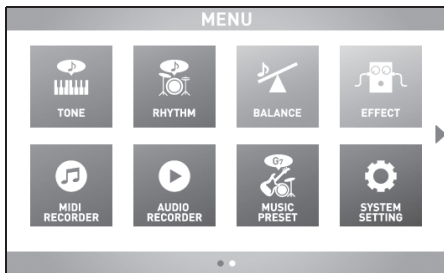 MENU
TONE
RHYTHM
BALANCE
EFFECT
MIDI
RECORDER
AUDIO
RECORDER
G7
MUSIC
PRESET
SYSTEM
SETTING